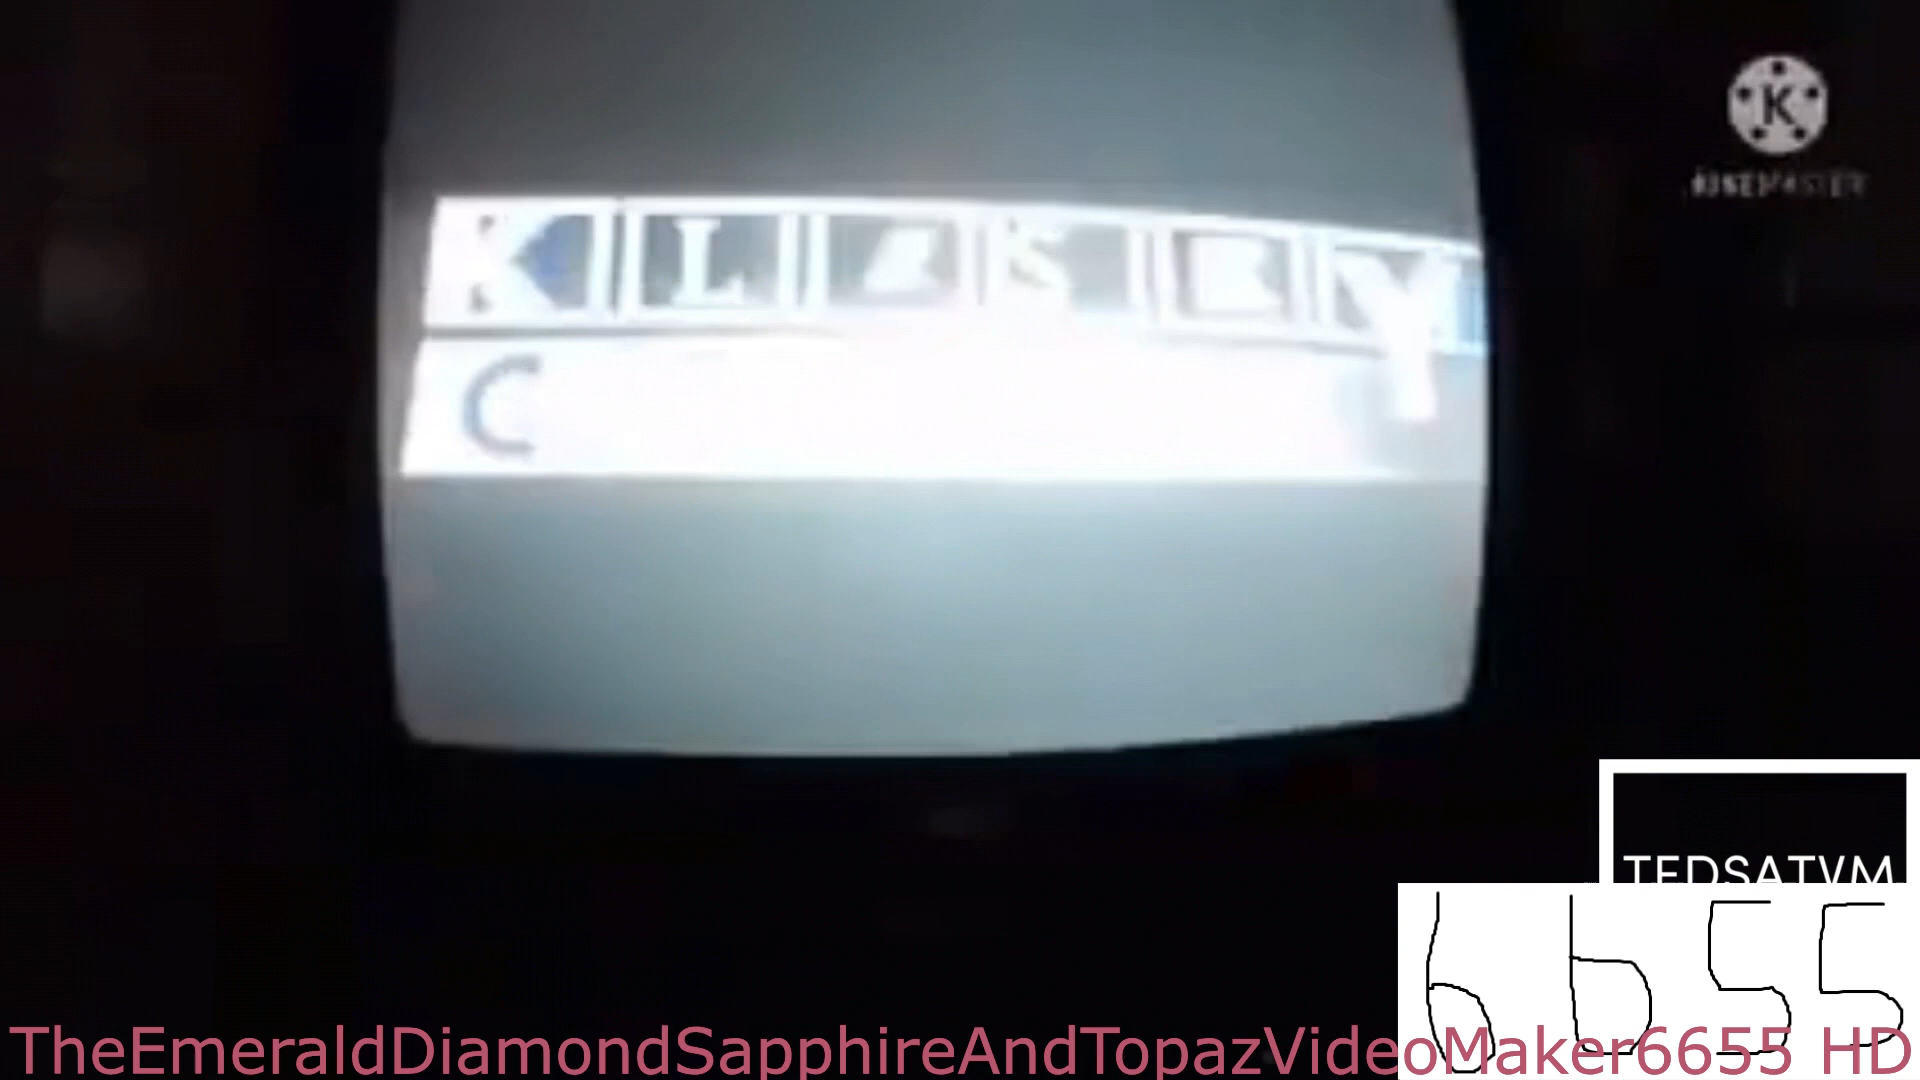 K
KINEMASTER
K L A S K Y
C
TEDSATVM
6655
TheEmeraldDiamondSapphireAndTopazVideoMaker6655 HD